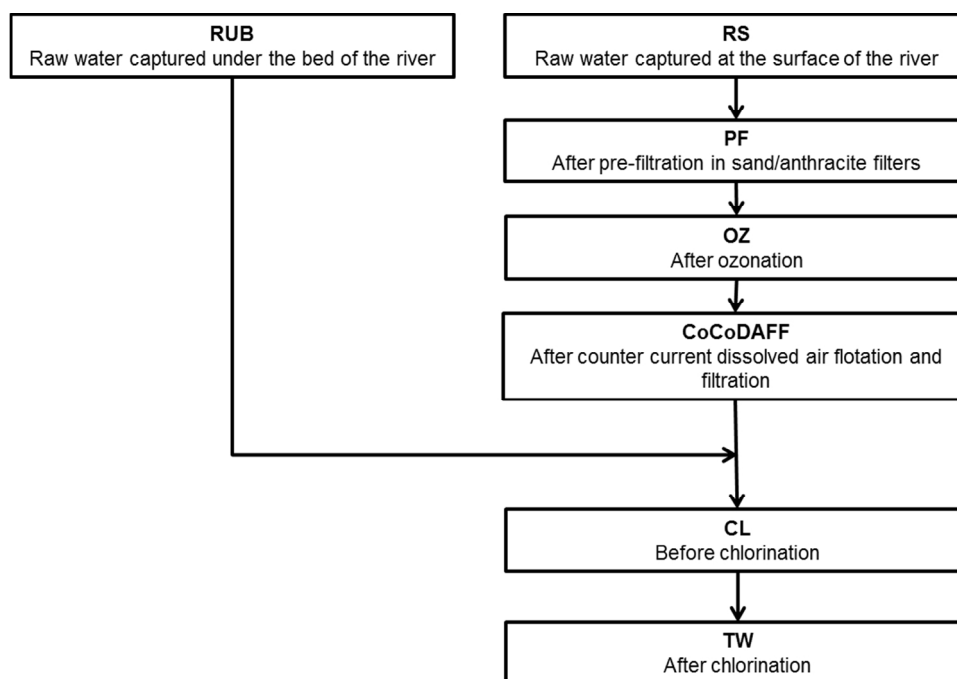 RUB
Raw water captured under the bed of the river
RS
Raw water captured at the surface of the river
PF
After pre-filtration in sand/anthracite filters
OZ
After ozonation
CoCoDAFF
After counter current dissolved air flotation and
filtration
CL
Before chlorination
TW
After chlorination